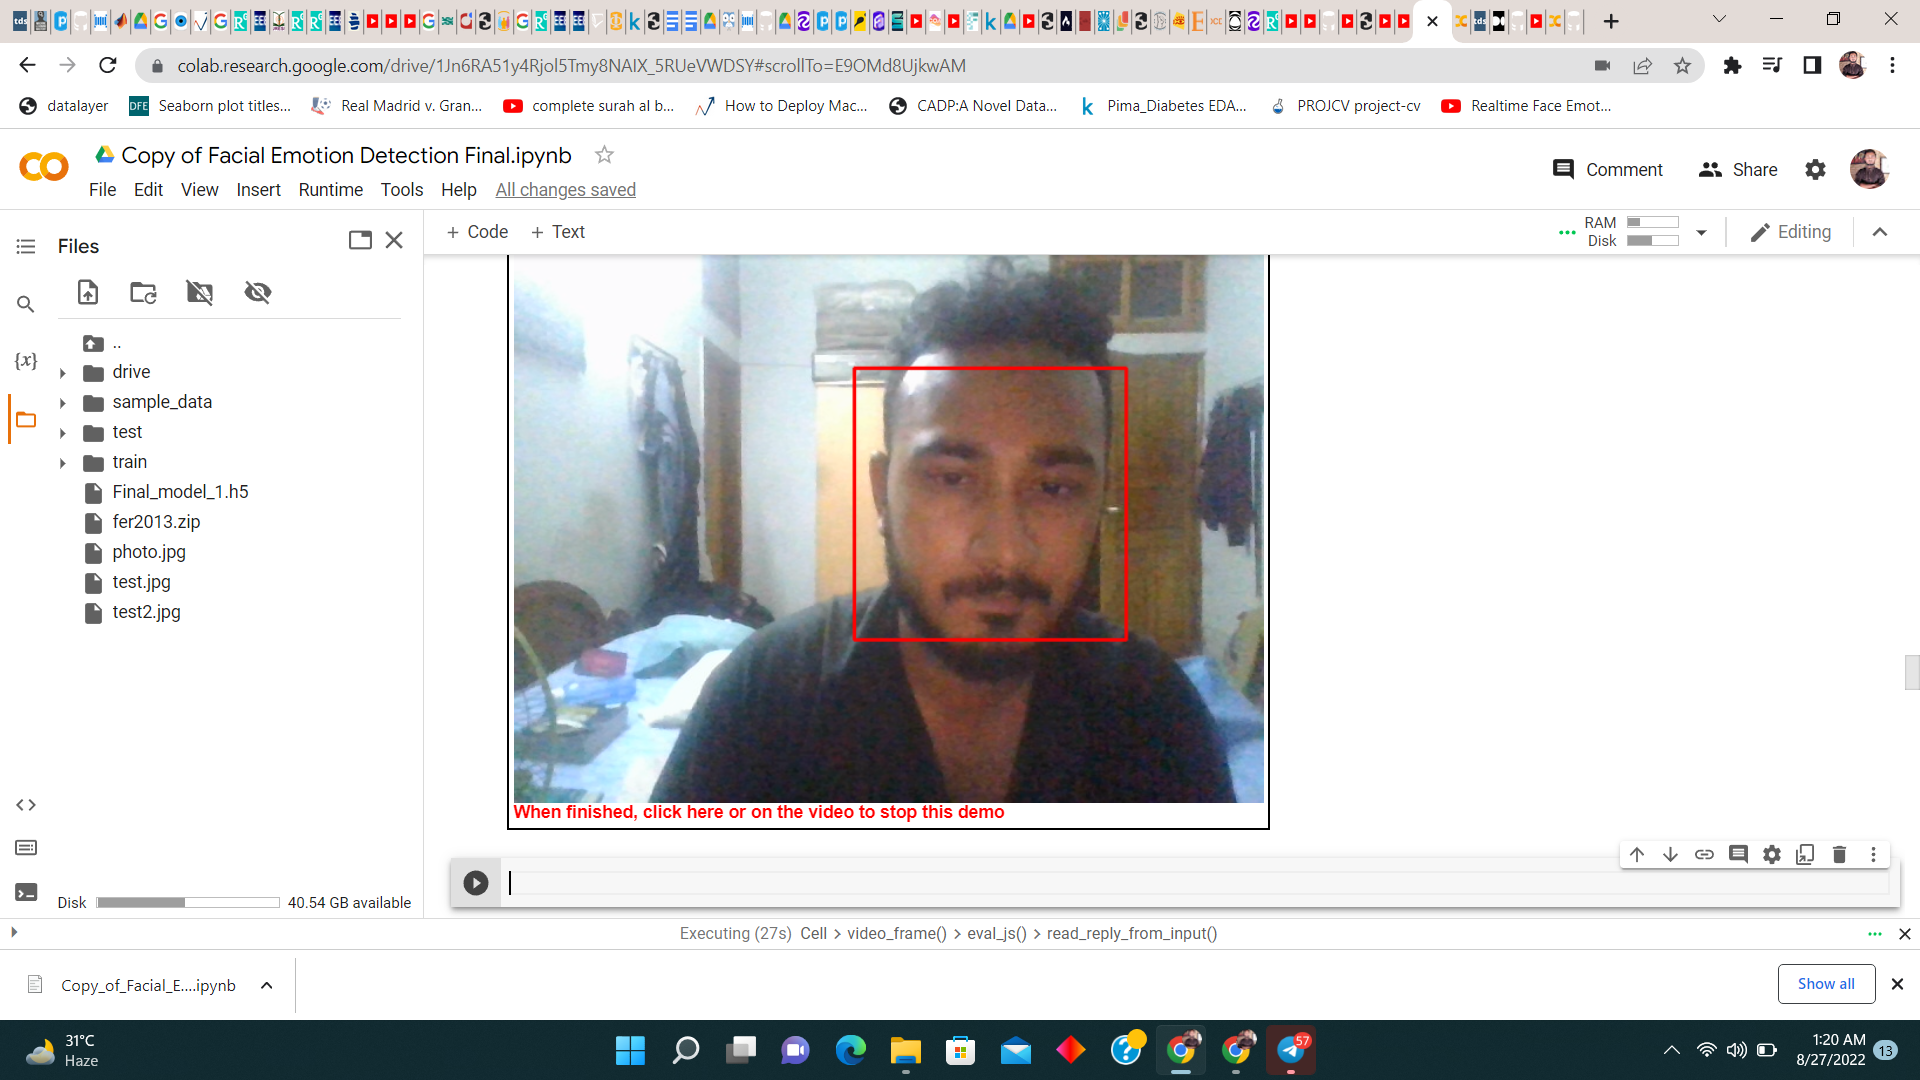 colab.research.google.com/drive/1Jn6RA51y4Rjol5Tmy8NAIX_5RUeVWDSY#scrollTo=E9OMd8UjkwAM
datalayer
Seaborn plot titles...
Real Madrid v. Gran...
complete surah al b...
How to Deploy Mac...
CADP:A Novel Data...
Pima_Diabetes EDA...
PROJCV project-cv
Realtime Face Emot...
Copy of Facial Emotion Detection Final.ipynb
File Edit View Insert Runtime Tools Help All changes saved
Comment
Share
Files
+ Code + Text
RAM
Disk
Editing
{x}
..
drive
sample_data
test
train
Final_model_1.h5
fer2013.zip
photo.jpg
test.jpg
test2.jpg
When finished, click here or on the video to stop this demo
Disk 40.54 GB available
Executing (27s) Cell > video_frame() > eval_js() > read_reply_from_input()
Copy_of_Facial_E....ipynb
Show all
31°C
Haze
57
1:20 AM
8/27/2022
13